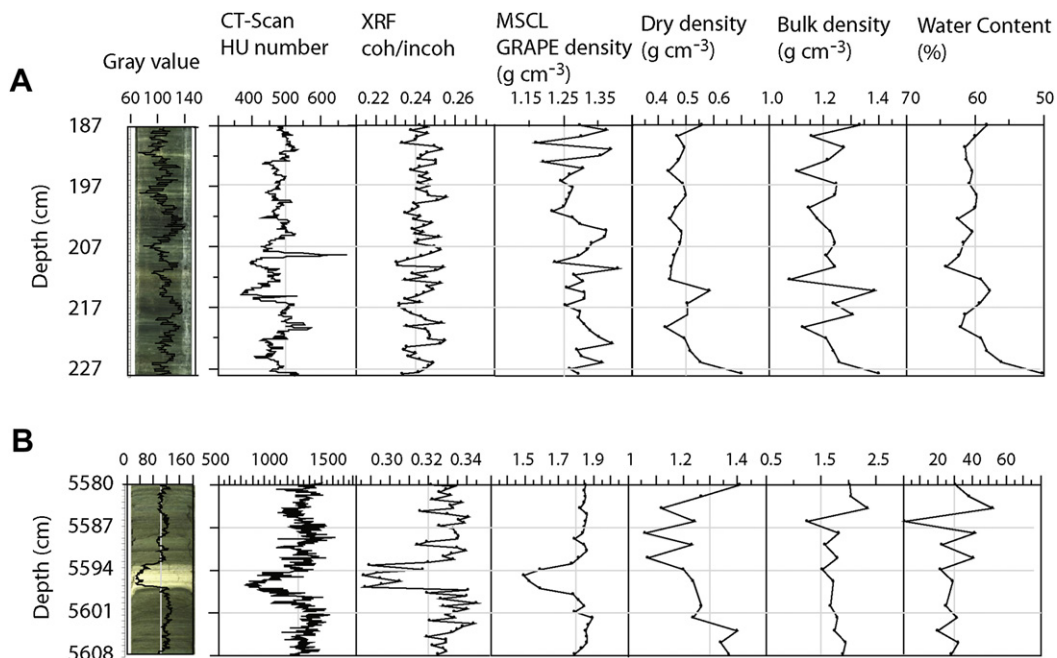 CT-Scan
HU number
XRF
coh/incoh
MSCL
GRAPE density
(g cm⁻³)
Dry density
(g cm⁻³)
Bulk density
(g cm⁻³)
Water Content
(%)
Gray value
A
60 100 140
400 500 600
0.22 0.24 0.26
1.15 1.25 1.35
0.4 0.5 0.6
1.0 1.2 1.4
70 60 50
187
197
207
217
227
Depth (cm)
B
0 80 160
500 1000 1500
0.30 0.32 0.34
1.5 1.7 1.9
1 1.2 1.4
0.5 1.5 2.5
20 40 60
5580
5587
5594
5601
5608
Depth (cm)